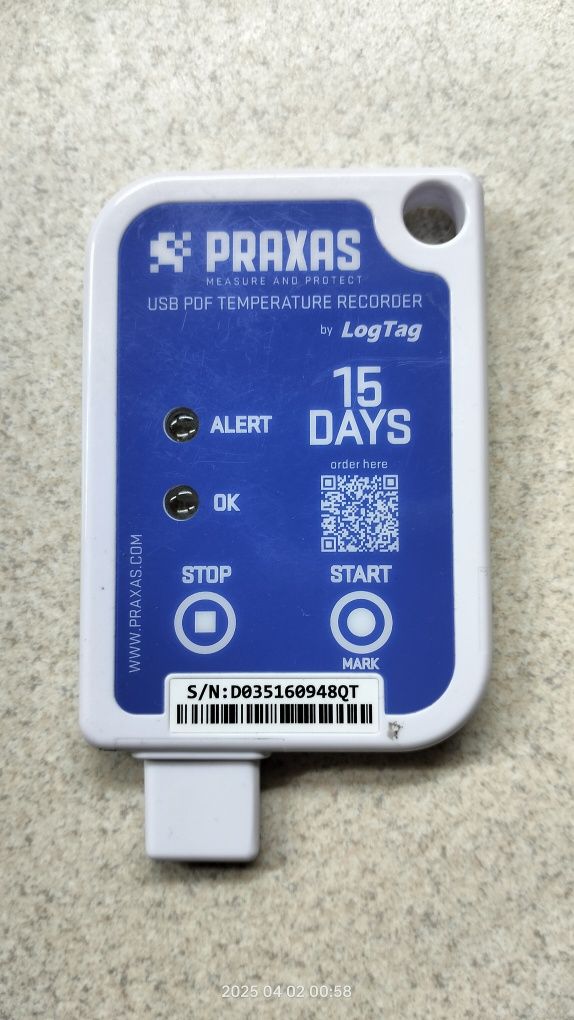 PRAXAS
MEASURE AND PROTECT
USB PDF TEMPERATURE RECORDER
by LogTag
15
DAYS
ALERT
order here
OK
STOP
START
MARK
WWW.PRAXAS.COM
S/N:D035160948QT
2025 04 02 00:58